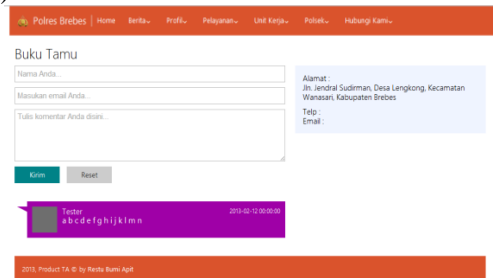 Polres Brebes | Home Berita Profil Pelayanan Unit Kerja Polsek Hubungi Kami
Buku Tamu
Nama Anda...
Masukan email Anda...
Tulis komentar Anda disini...
Kirim Reset
Alamat :
Jln. Jendral Sudirman, Desa Lengkong, Kecamatan
Wanasari, Kabupaten Brebes
Telp :
Email :
Tester 2013-02-12 00:00:00
a b c d e f g h i j k l m n
2013, Product TA © by Restu Bumi Apit